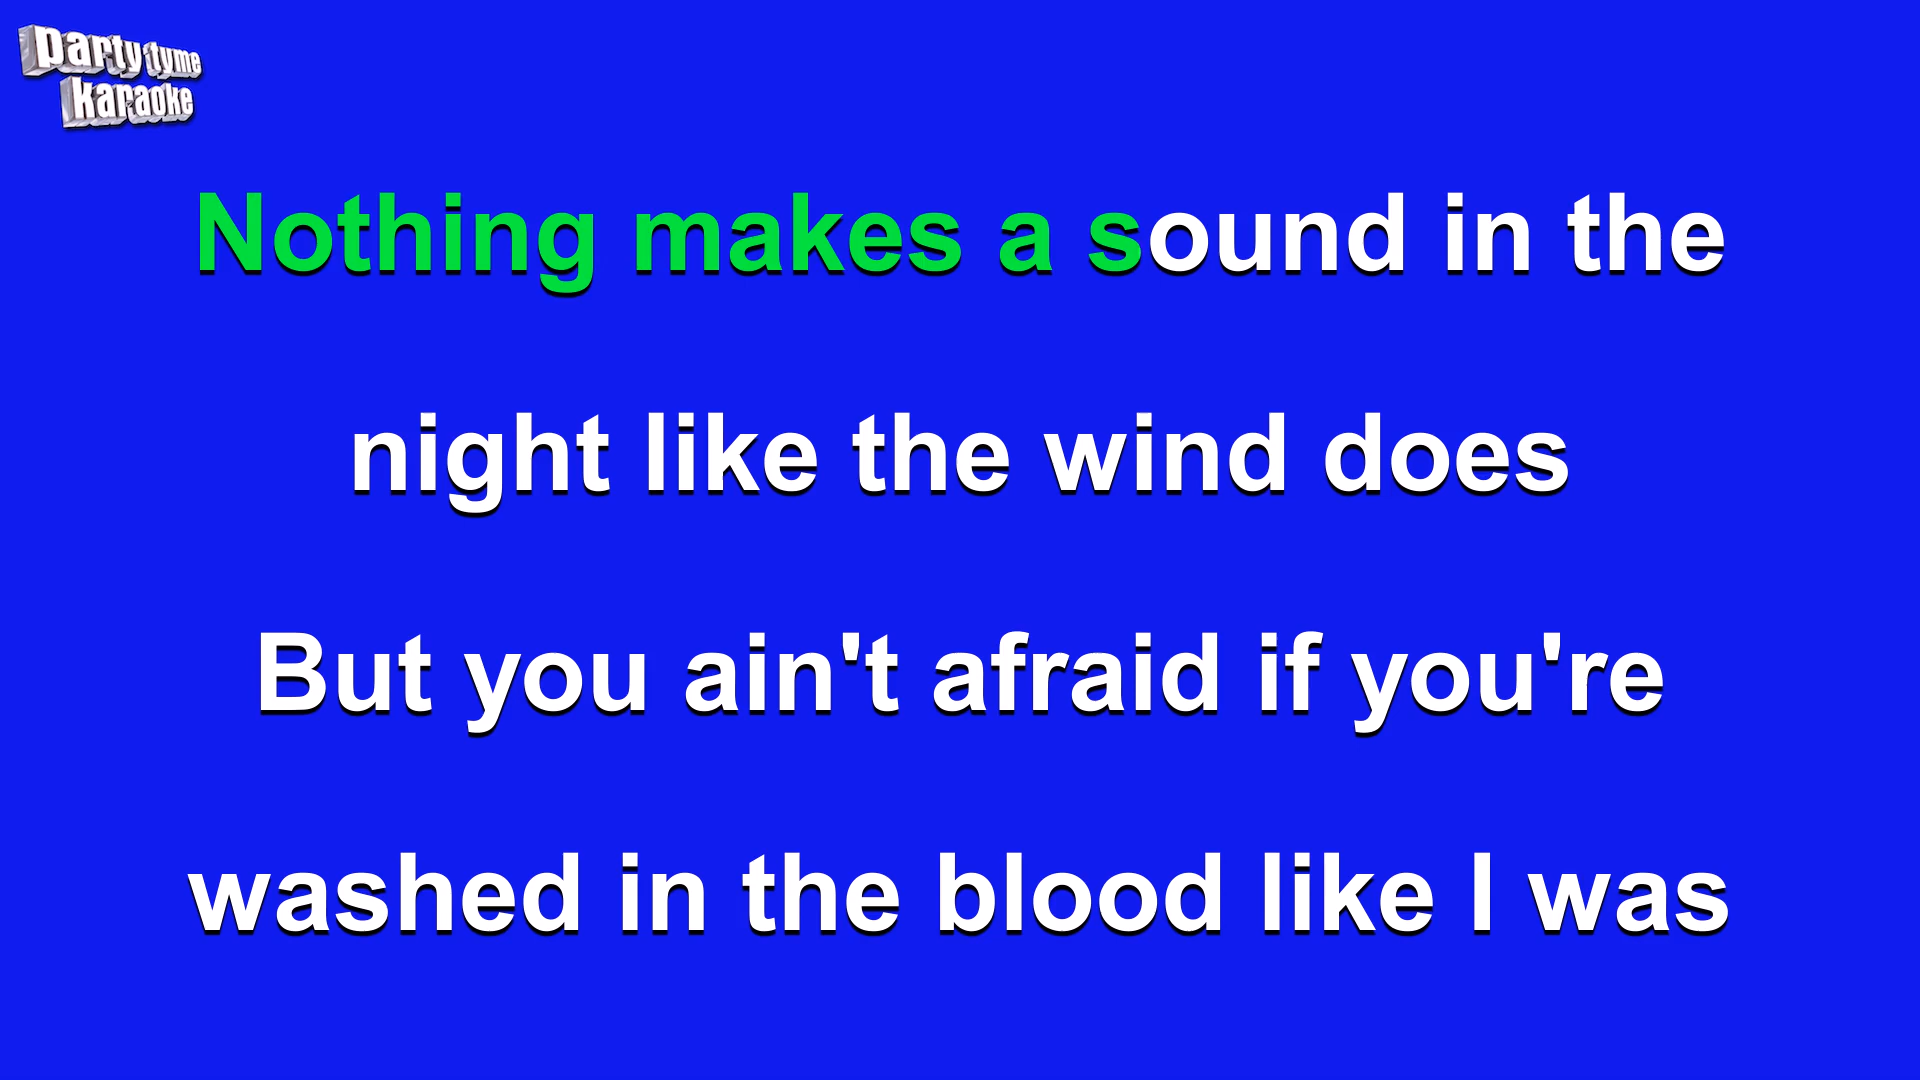 party tyme
karaoke
Nothing makes a sound in the
night like the wind does
But you ain't afraid if you're
washed in the blood like I was